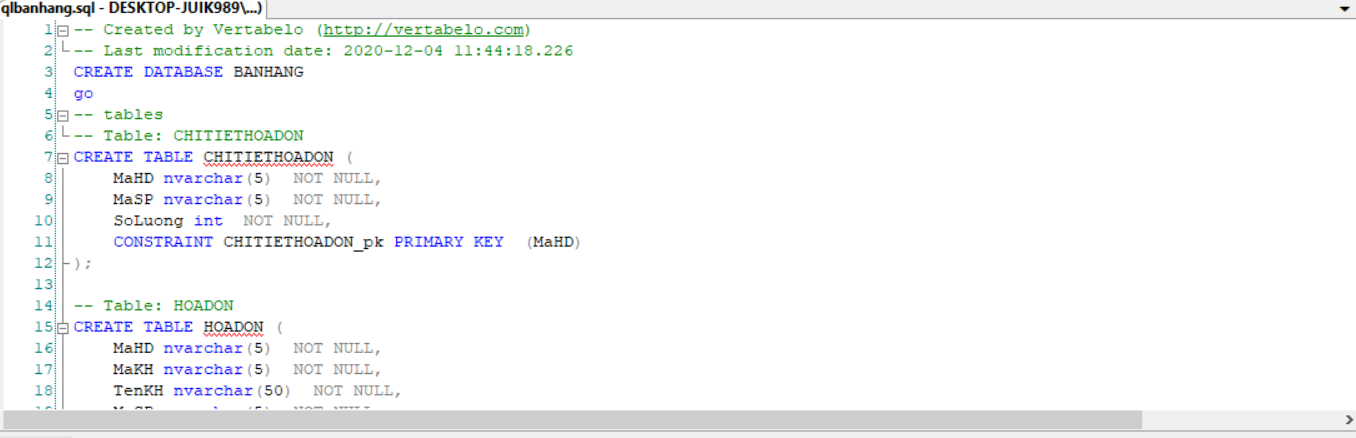 qlbanhang.sql - DESKTOP-JUIK989\...)
1 -- Created by Vertabelo (http://vertabelo.com)
2 -- Last modification date: 2020-12-04 11:44:18.226
3 CREATE DATABASE BANHANG
4 go
5 -- tables
6 -- Table: CHITIETHOADON
7 CREATE TABLE CHITIETHOADON (
8 MaHD nvarchar(5) NOT NULL,
9 MaSP nvarchar(5) NOT NULL,
10 SoLuong int NOT NULL,
11 CONSTRAINT CHITIETHOADON_pk PRIMARY KEY (MaHD)
12 );
13
14 -- Table: HOADON
15 CREATE TABLE HOADON (
16 MaHD nvarchar(5) NOT NULL,
17 MaKH nvarchar(5) NOT NULL,
18 TenKH nvarchar(50) NOT NULL,